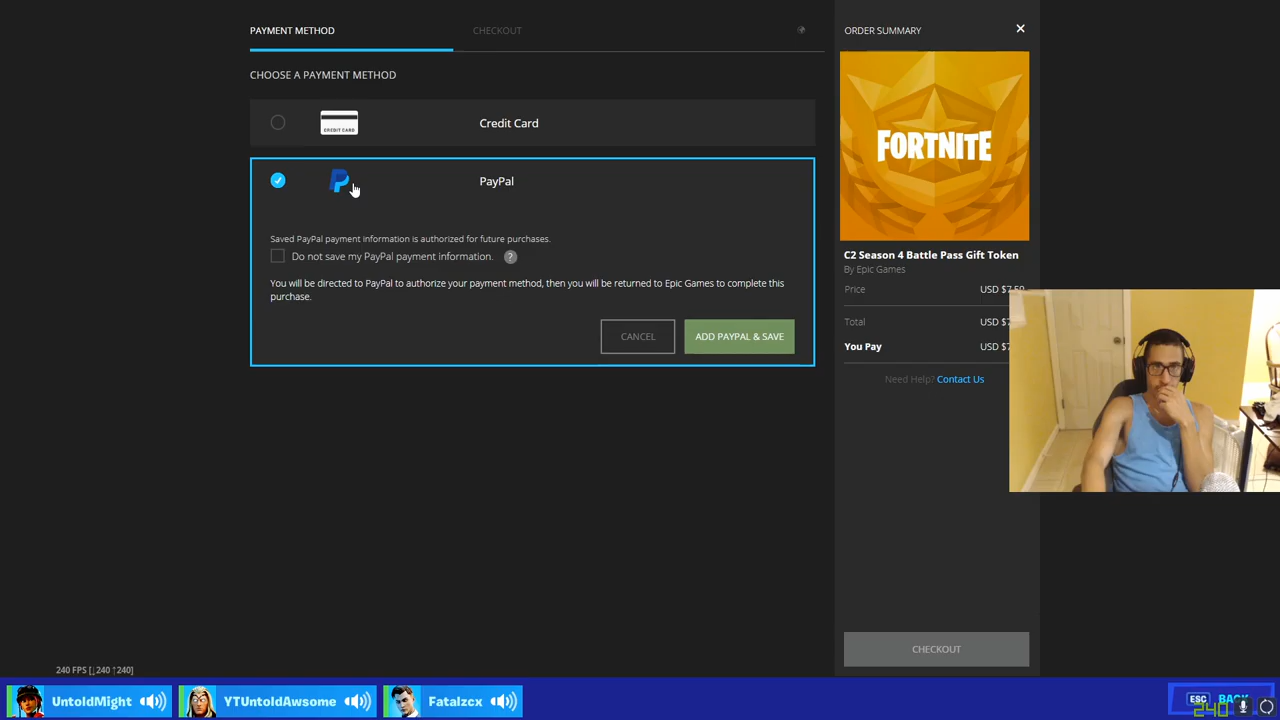 PAYMENT METHOD
CHECKOUT
CHOOSE A PAYMENT METHOD
CREDIT CARD
Credit Card
PayPal
Saved PayPal payment information is authorized for future purchases.
Do not save my PayPal payment information. ?
You will be directed to PayPal to authorize your payment method, then you will be returned to Epic Games to complete this
purchase.
CANCEL
ADD PAYPAL & SAVE
ORDER SUMMARY
FORTNITE
C2 Season 4 Battle Pass Gift Token
By Epic Games
Price USD
Total USD
You Pay USD
Need Help? Contact Us
CHECKOUT
240 FPS [↓240 ↑240]
UntoldMight
YTUntoldAwsome
Fatalzcx
ESC BACK
240